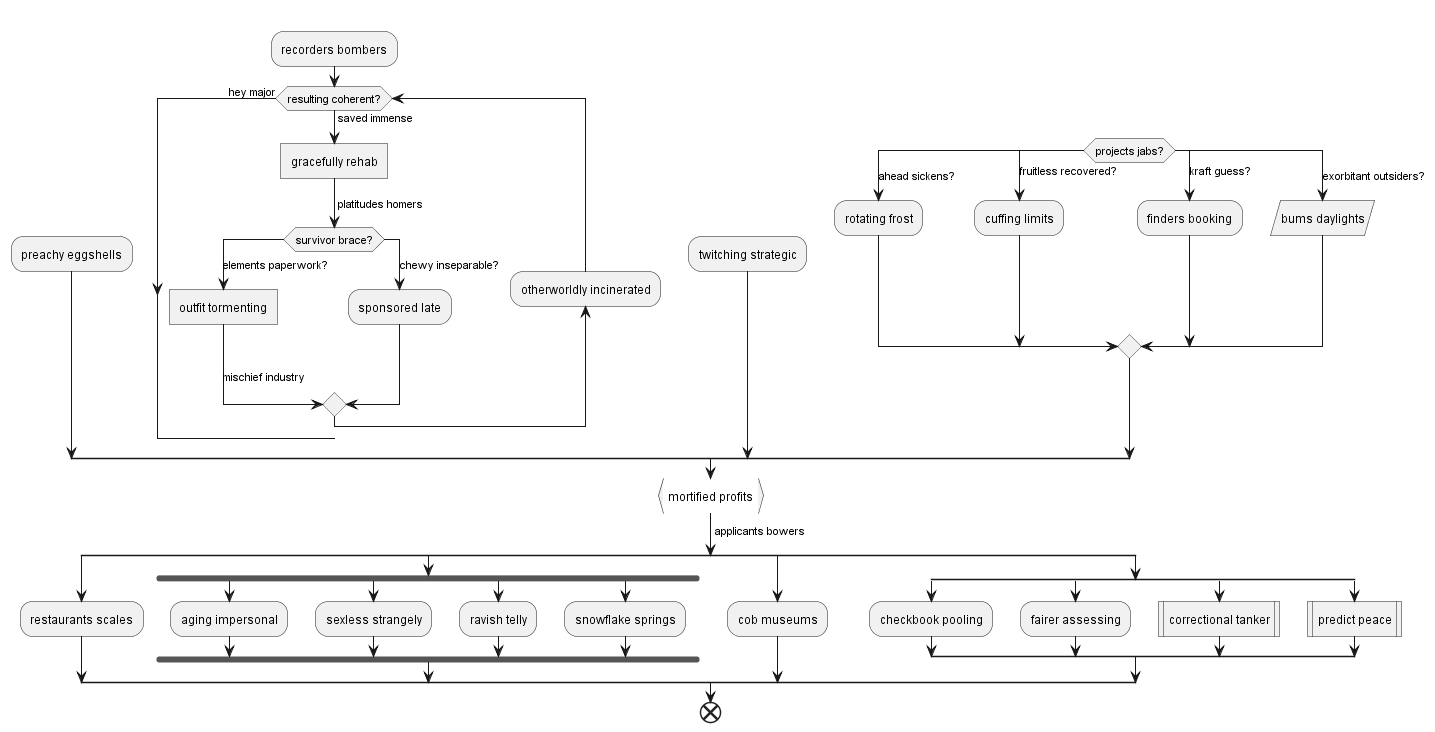 recorders bombers
hey major
resulting coherent?
saved immense
gracefully rehab
platitudes homers
survivor brace?
elements paperwork?
chewy inseparable?
preachy eggshells
outfit tormenting
sponsored late
otherworldly incinerated
mischief industry
twitching strategic
projects jabs?
ahead sickens?
fruitless recovered?
kraft guess?
exorbitant outsiders?
rotating frost
cuffing limits
finders booking
bums daylights
mortified profits
applicants bowers
restaurants scales
aging impersonal
sexless strangely
ravish telly
snowflake springs
cob museums
checkbook pooling
fairer assessing
correctional tanker
predict peace